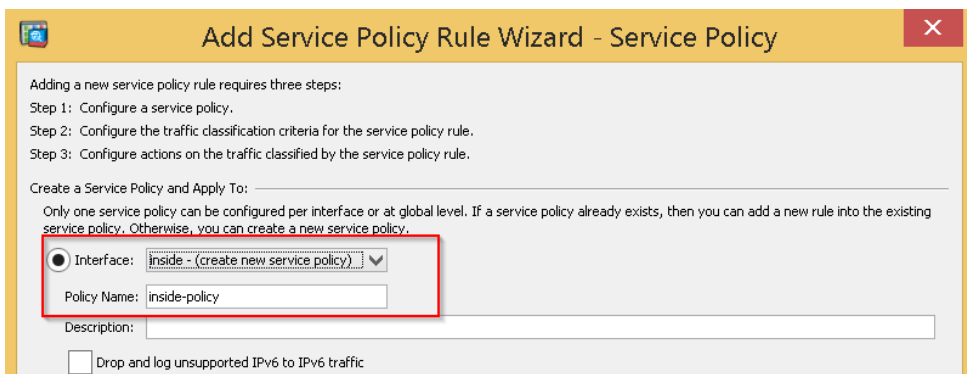 Add Service Policy Rule Wizard - Service Policy
Adding a new service policy rule requires three steps:
Step 1: Configure a service policy.
Step 2: Configure the traffic classification criteria for the service policy rule.
Step 3: Configure actions on the traffic classified by the service policy rule.
Create a Service Policy and Apply To:
Only one service policy can be configured per interface or at global level. If a service policy already exists, then you can add a new rule into the existing
service policy. Otherwise, you can create a new service policy.
Interface: inside - (create new service policy)
Policy Name: inside-policy
Description:
Drop and log unsupported IPv6 to IPv6 traffic